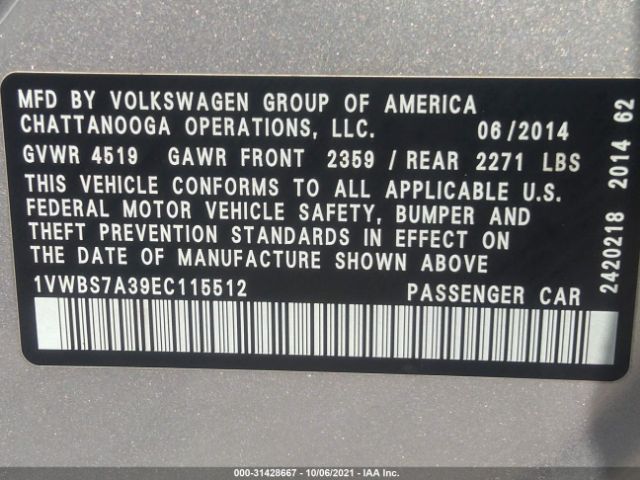 MFD BY VOLKSWAGEN GROUP OF AMERICA
CHATTANOOGA OPERATIONS, LLC. 06/2014
GVWR 4519 GAWR FRONT 2359 / REAR 2271 LBS
THIS VEHICLE CONFORMS TO ALL APPLICABLE U.S.
FEDERAL MOTOR VEHICLE SAFETY, BUMPER AND
THEFT PREVENTION STANDARDS IN EFFECT ON
THE DATE OF MANUFACTURE SHOWN ABOVE
1VWBS7A39EC115512 PASSENGER CAR
2420218 2014 62
000-31428667 - 10/06/2021 - IAA Inc.